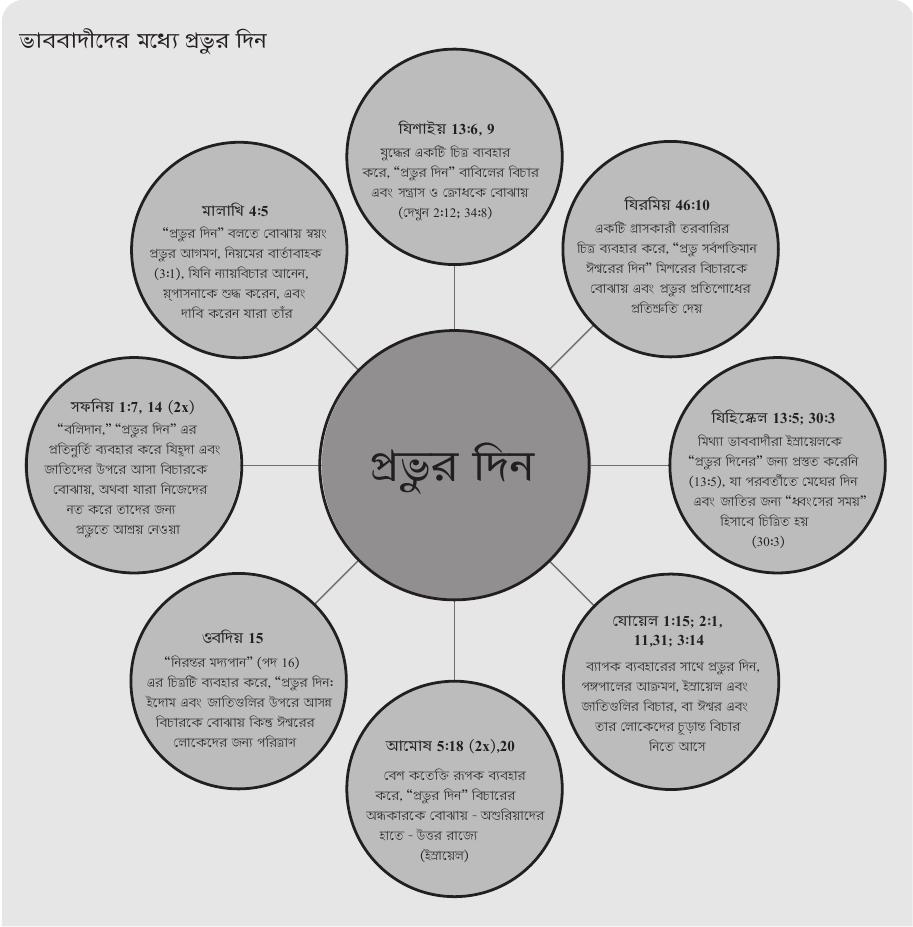 ভাববাদীদের মধ্যে প্রভুর দিন
যিশাইয় 13:6, 9
যুদ্ধের একটি চিত্র ব্যবহার
করে, “প্রভুর দিন” বাবিলের বিচার
এবং সন্ত্রাস ও ক্রোধকে বোঝায়
(দেখুন 2:12; 34:8)
যিরমিয় 46:10
একটি গ্রাসকারী তরবারির
চিত্র ব্যবহার করে, “প্রভু সর্বশক্তিমান
ঈশ্বরের দিন” মিশরের বিচারকে
বোঝায় এবং প্রভুর প্রতিশোধের
প্রতিশ্রুতি দেয়
যিহিষ্কেল 13:5; 30:3
মিথ্যা ভাববাদীরা ইস্রায়েলকে
“প্রভুর দিনের” জন্য প্রস্তত করেনি
(13:5), যা পরবর্তীতে মেঘের দিন
এবং জাতির জন্য “ধ্বংসের সময়”
হিসাবে চিত্রিত হয়
(30:3)
যোয়েল 1:15; 2:1,
11,31; 3:14
ব্যাপক ব্যবহারের সাথে প্রভুর দিন,
পঙ্গপালের আক্রমণ, ইস্রায়েল এবং
জাতিগুলির বিচার, বা ঈশ্বর এবং
তার লোকেদের চূড়ান্ত বিচার
নিতে আসে
আমোষ 5:18 (2x),20
বেশ কতেক্তি রূপক ব্যবহার
করে, “প্রভুর দিন” বিচারের
অন্ধকারকে বোঝায় - অশুরিয়াদের
হাতে - উত্তর রাজ্যে
(ইস্রায়েল)
ওবদিয় 15
“নিরন্তর মদ্যপান” (পদ 16)
এর চিত্রটি ব্যবহার করে, “প্রভুর দিন:
ইদোম এবং জাতিগুলির উপরে আসন্ন
বিচারকে বোঝায় কিন্ত ঈশ্বরের
লোকেদের জন্য পরিত্রাণ
সফনিয় 1:7, 14 (2x)
“বলিদান,” “প্রভুর দিন” এর
প্রতিনুর্তি ব্যবহার করে যিহূদা এবং
জাতিদের উপরে আসা বিচারকে
বোঝায়, অথবা যারা নিজেদের
নত করে তাদের জন্য
প্রভুতে আশ্রয় নেওয়া
মালাখি 4:5
“প্রভুর দিন” বলতে বোঝায় স্বয়ং
প্রভুর আগমণ, নিয়মের বার্তাবাহক
(3:1), যিনি ন্যায়বিচার আনেন,
শুদ্ধ করেন, এবং
দাবি করেন যারা তাঁর
প্রভুর দিন